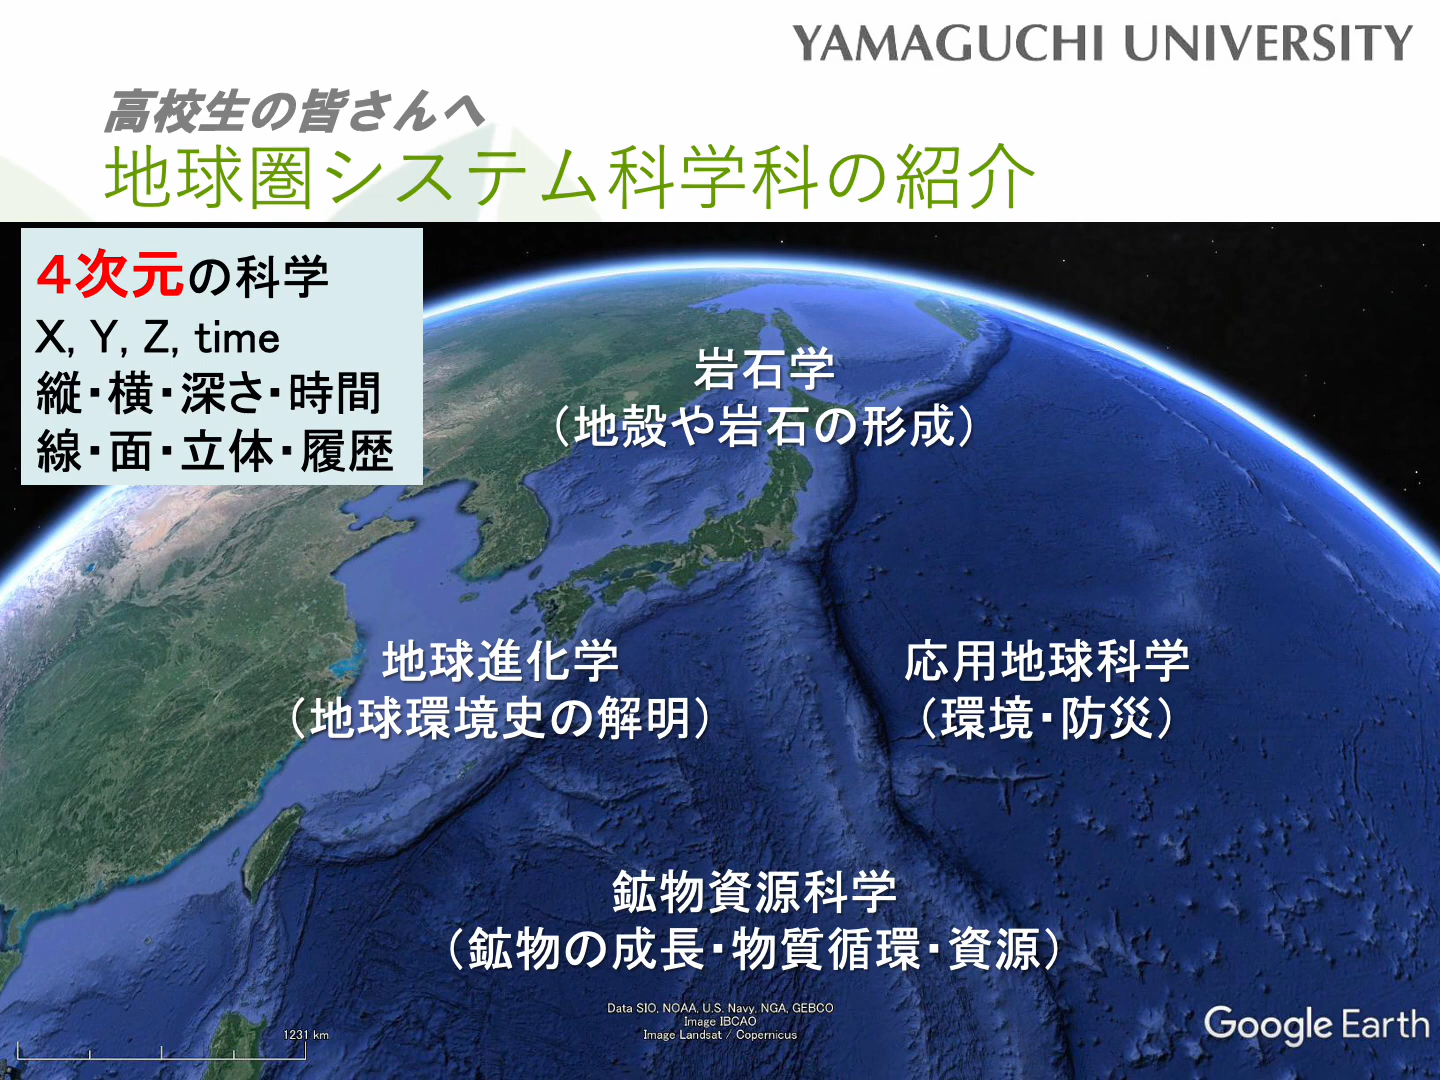 YAMAGUCHI UNIVERSITY
高校生の皆さんへ
地球圏システム科学科の紹介
４次元の科学
X, Y, Z, time
縦・横・深さ・時間
線・面・立体・履歴
岩石学
（地殻や岩石の形成）
地球進化学
（地球環境史の解明）
応用地球科学
（環境・防災）
鉱物資源科学
（鉱物の成長・物質循環・資源）
Data SIO, NOAA, U.S. Navy, NGA, GEBCO
Image IBCAO
Image Landsat / Copernicus
1231 km
Google Earth